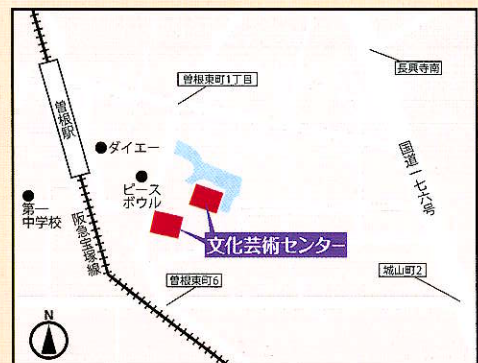 長興寺南
曽根東町1丁目
曽根駅
ダイエー
国道一七六号
ピース
ボウル
第一
中学校
阪急宝塚線
文化芸術センター
曽根東町6
城山町2
N